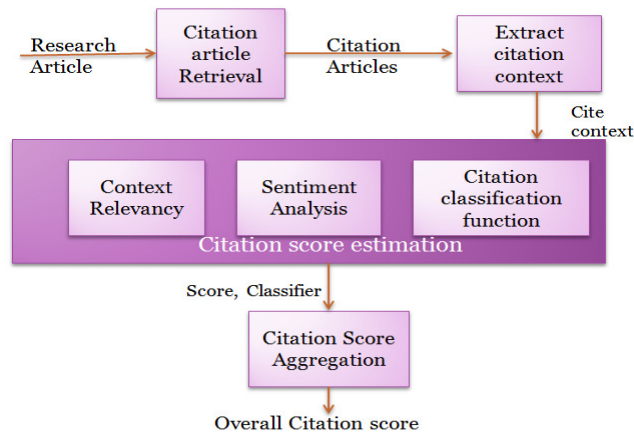 Research
Article
Citation
article
Retrieval
Citation
Articles
Extract
citation
context
Cite
context
Context
Relevancy
Sentiment
Analysis
Citation
classification
function
Citation score estimation
Score, Classifier
Citation Score
Aggregation
Overall Citation score